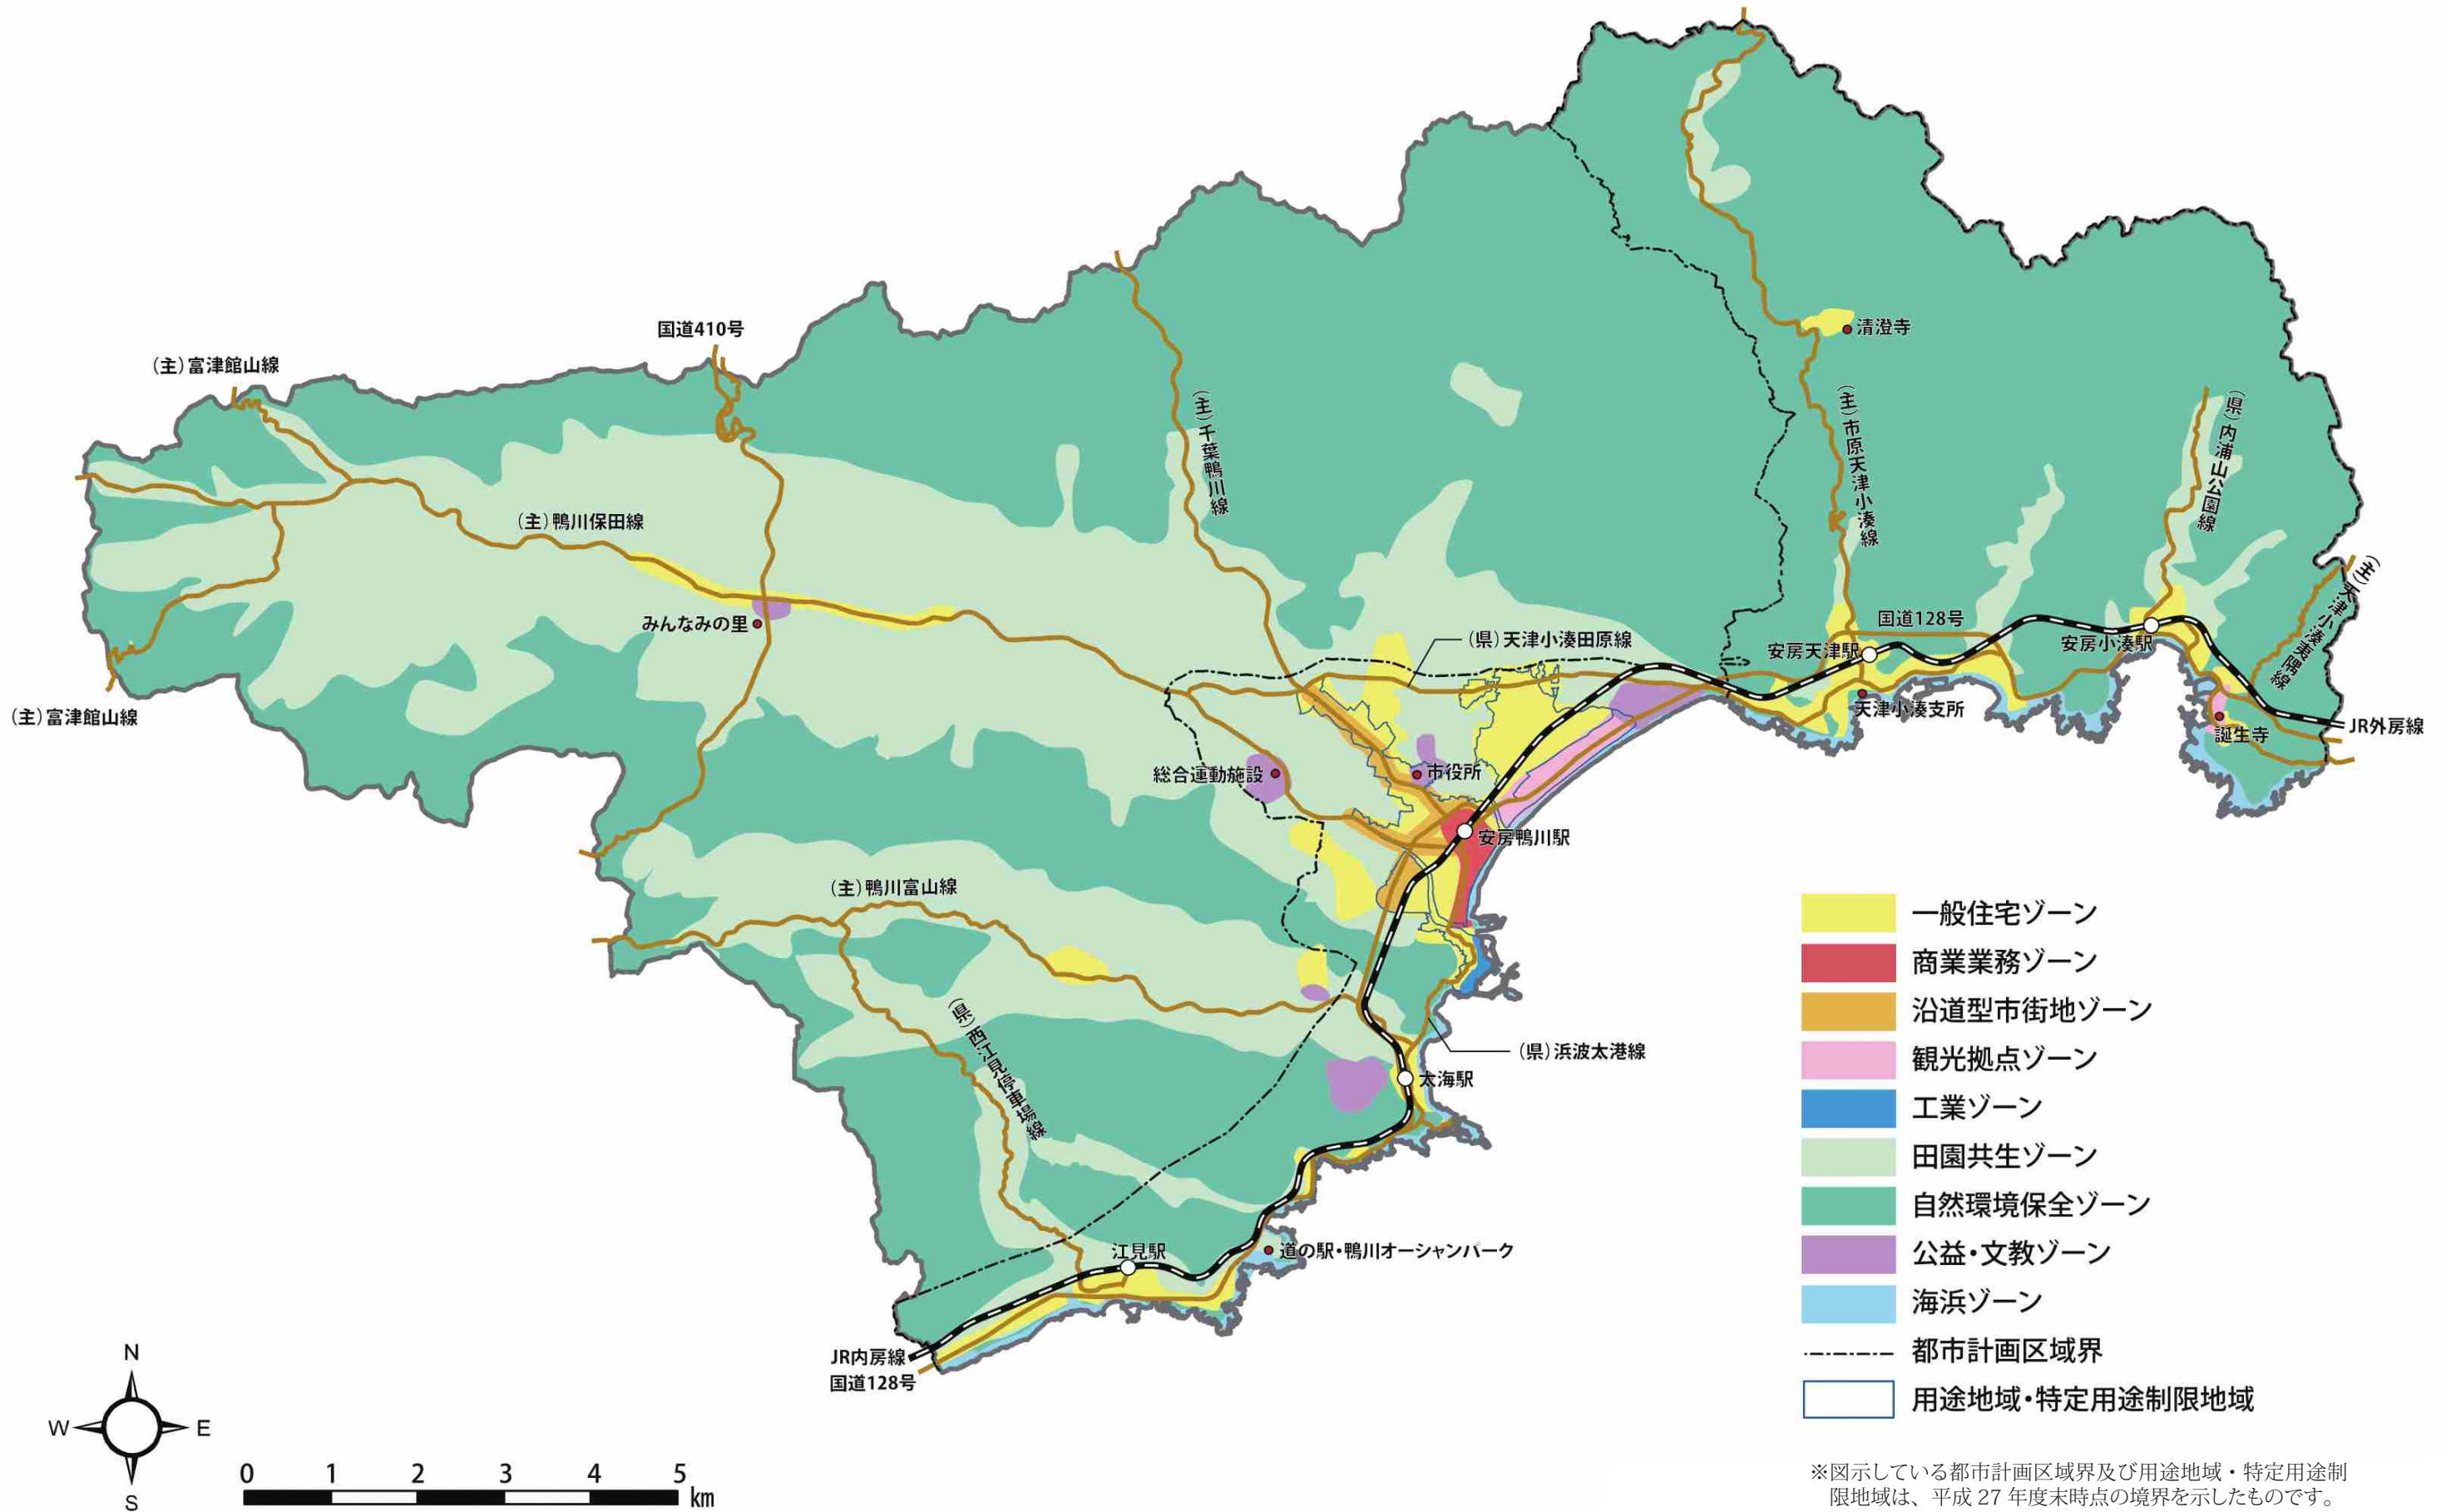 国道410号
(主)富津館山線
(主)千葉鴨川線
清澄寺
(主)市原天津小湊線
(県)内浦山公園線
(主)鴨川保田線
(主)天津小湊夷隅線
みんなみの里
(県)天津小湊田原線
国道128号
安房天津駅
安房小湊駅
天津小湊支所
(主)富津館山線
JR外房線
誕生寺
総合運動施設
市役所
安房鴨川駅
(主)鴨川富山線
(県)西江見停車場線
(県)浜波太港線
太海駅
江見駅
道の駅・鴨川オーシャンパーク
JR内房線
国道128号
一般住宅ゾーン
商業業務ゾーン
沿道型市街地ゾーン
観光拠点ゾーン
工業ゾーン
田園共生ゾーン
自然環境保全ゾーン
公益・文教ゾーン
海浜ゾーン
都市計画区域界
用途地域・特定用途制限地域
N
W E
S
0 1 2 3 4 5
km
※図示している都市計画区域界及び用途地域・特定用途制
限地域は、平成 27 年度末時点の境界を示したものです。